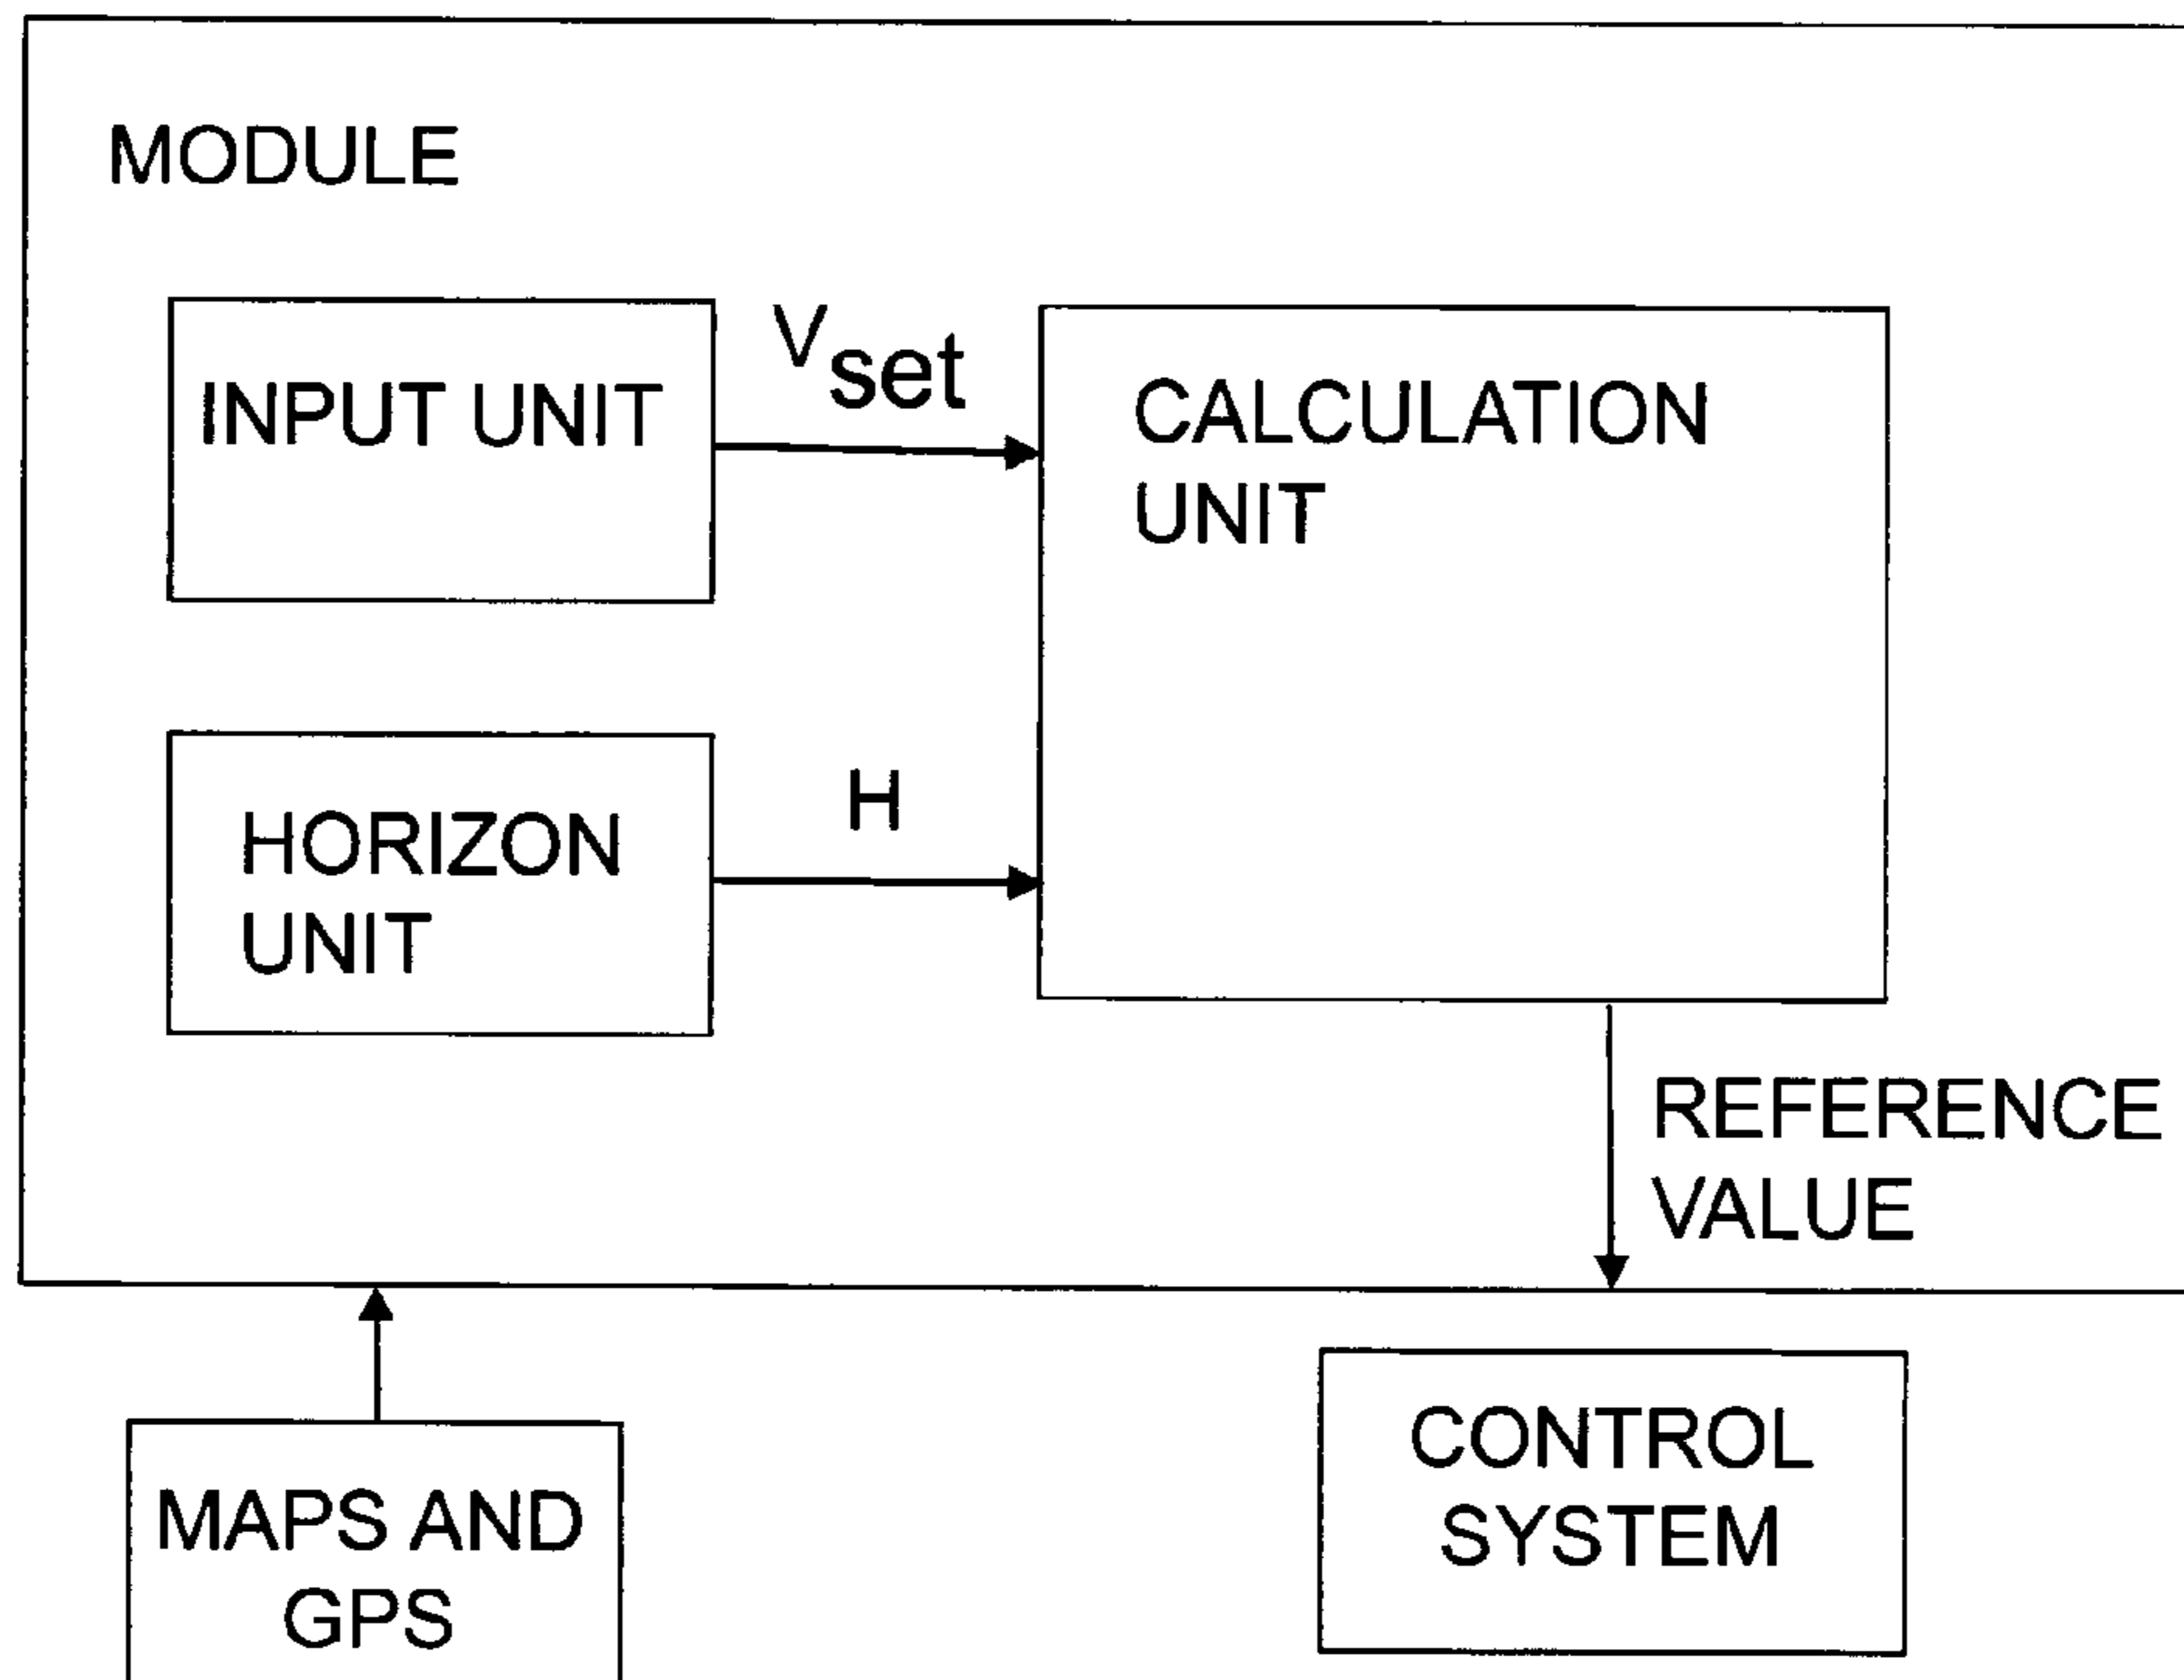 MODULE
INPUT UNIT
Vset
CALCULATION
UNIT
HORIZON
UNIT
H
REFERENCE
VALUE
MAPS AND
GPS
CONTROL
SYSTEM